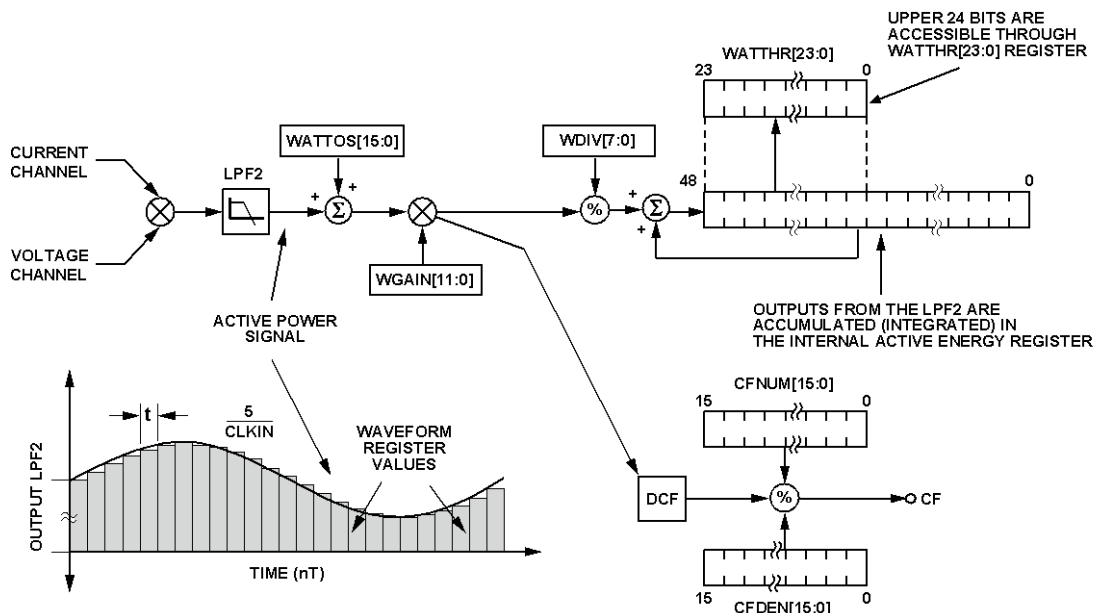 UPPER 24 BITS ARE
ACCESSIBLE THROUGH
WATTHR[23:0] REGISTER
WATTHR[23:0]
23
0
WATTOS[15:0]
WDIV[7:0]
CURRENT
CHANNEL
LPF2
+
+
Σ
%
+
Σ
+
48
0
VOLTAGE
CHANNEL
WGAIN[11:0]
ACTIVE POWER
SIGNAL
OUTPUTS FROM THE LPF2 ARE
ACCUMULATED (INTEGRATED) IN
THE INTERNAL ACTIVE ENERGY REGISTER
OUTPUT LPF2
t
5
CLKIN
WAVEFORM
REGISTER
VALUES
TIME (nT)
CFNUM[15:0]
15
0
DCF
%
CF
15
0
CFDEN[15:0]